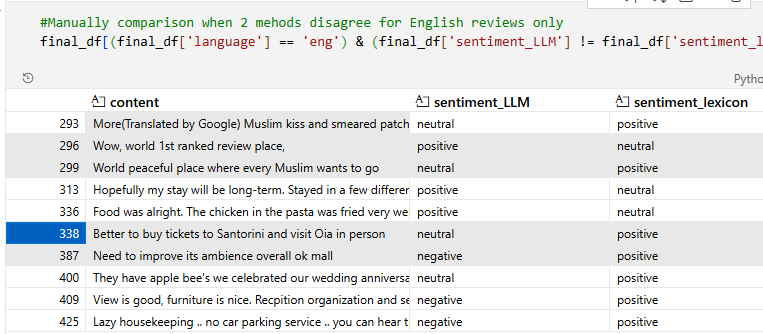 #Manually comparison when 2 mehods disagree for English reviews only
final_df[(final_df['language'] == 'eng') & (final_df['sentiment_LLM'] != final_df['sentiment_l
Pytho
content sentiment_LLM sentiment_lexicon
293 More(Translated by Google) Muslim kiss and smeared patch neutral positive
296 Wow, world 1st ranked review place, positive neutral
299 World peaceful place where every Muslim wants to go neutral positive
313 Hopefully my stay will be long-term. Stayed in a few differer positive neutral
336 Food was alright. The chicken in the pasta was fried very we positive neutral
338 Better to buy tickets to Santorini and visit Oia in person neutral positive
387 Need to improve its ambience overall ok mall negative positive
400 They have apple bee's we celebrated our wedding anniversa neutral positive
409 View is good, furniture is nice. Recpition organization and se negative positive
425 Lazy housekeeping .. no car parking service .. you can hear t negative positive